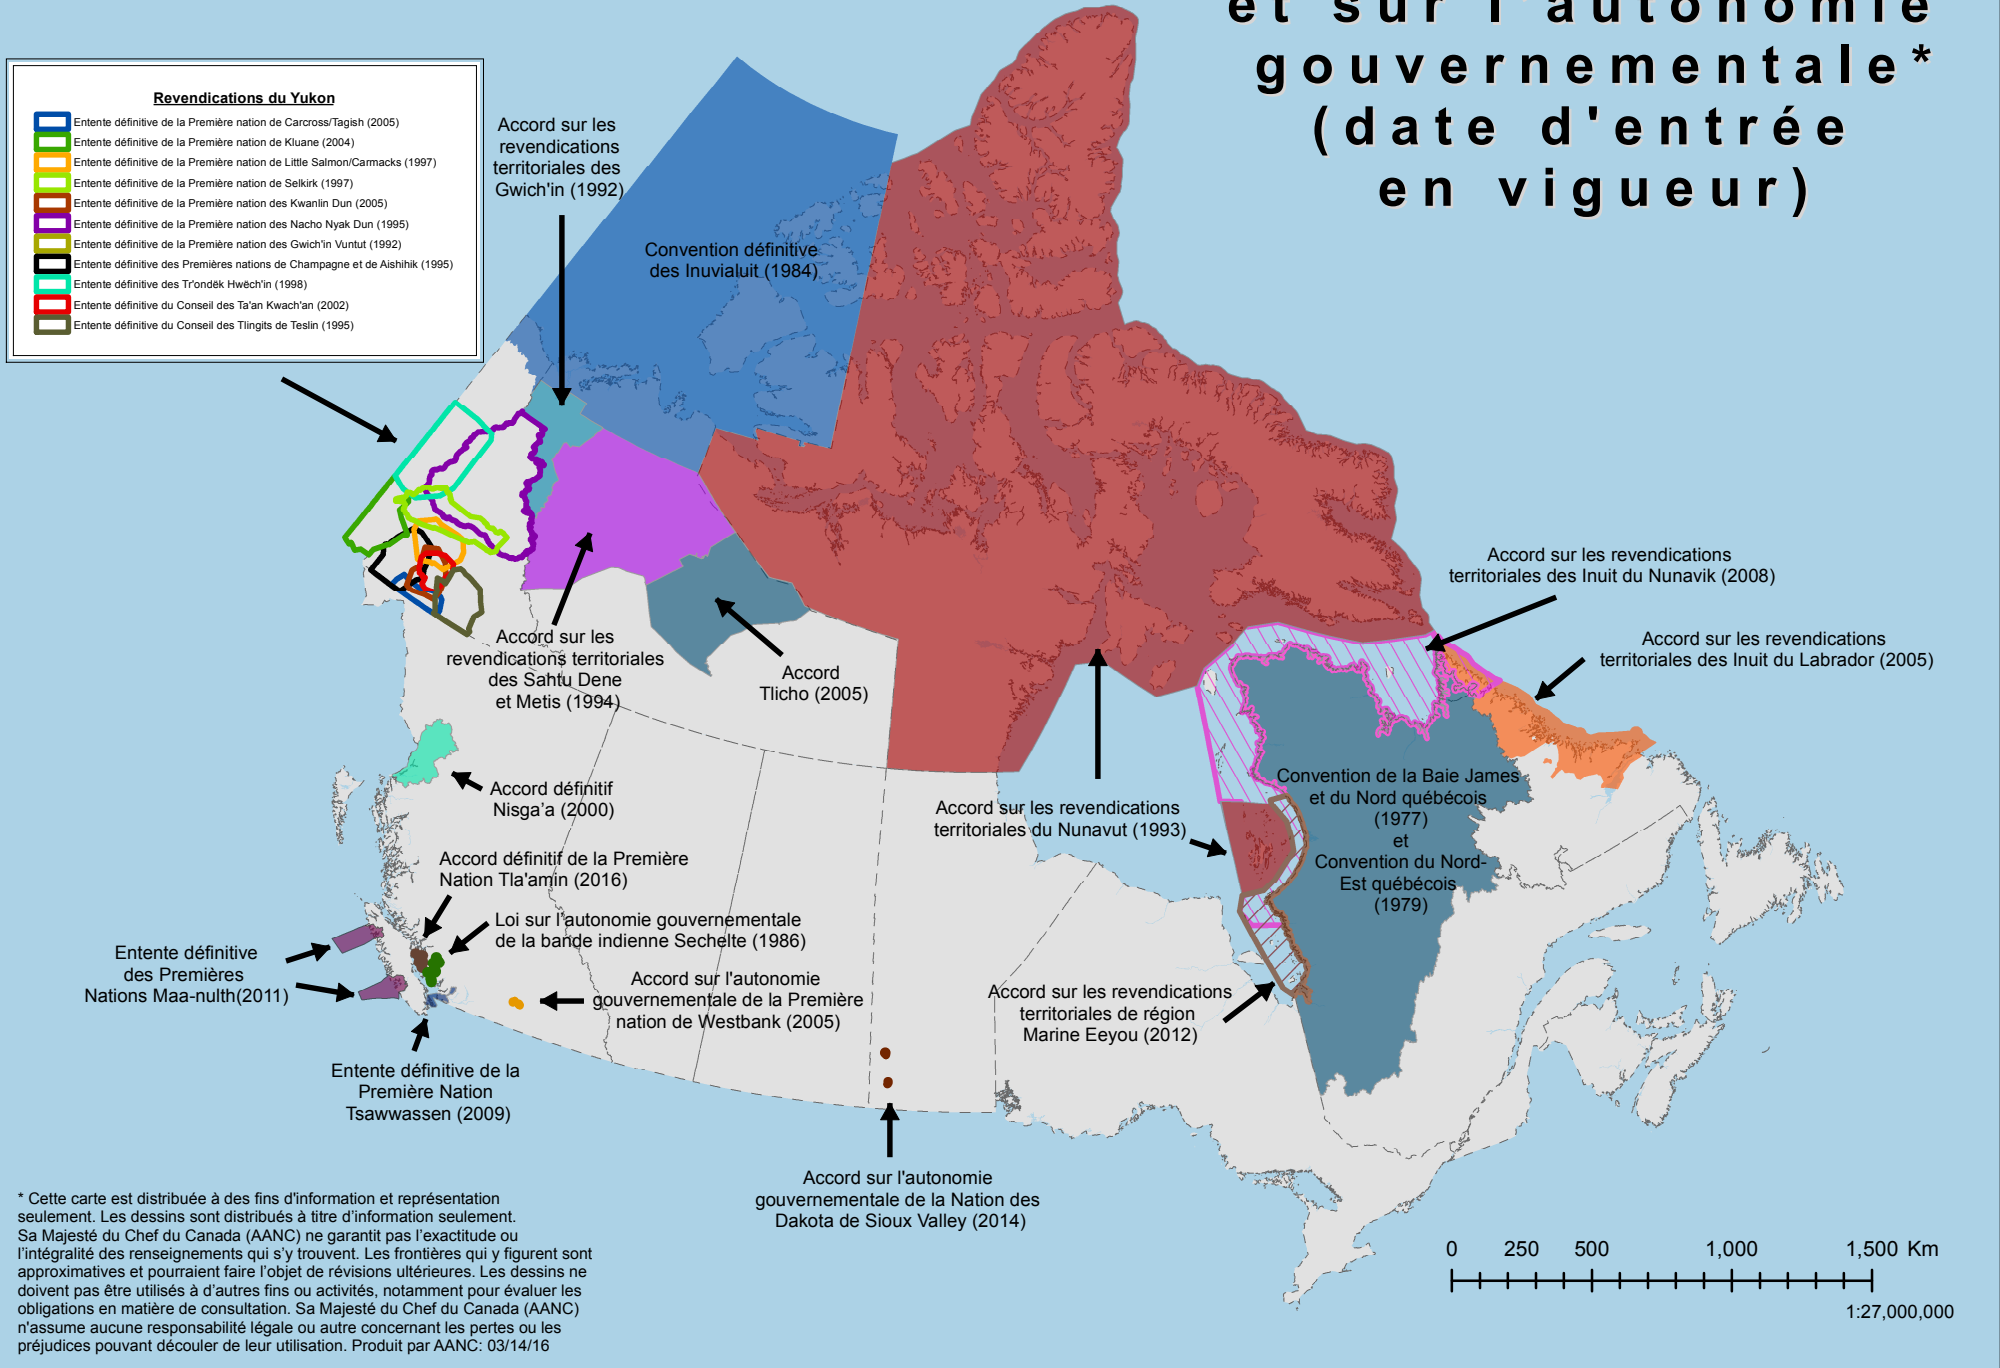 et sur l'autonomie
gouvernementale*
(date d'entrée
en vigueur)
Revendications du Yukon
Entente définitive de la Première nation de Carcross/Tagish (2005)
Entente définitive de la Première nation de Kluane (2004)
Entente définitive de la Première nation de Little Salmon/Carmacks (1997)
Entente définitive de la Première nation de Selkirk (1997)
Entente définitive de la Première nation des Kwanlin Dun (2005)
Entente définitive de la Première nation des Nacho Nyak Dun (1995)
Entente définitive de la Première nation des Gwich'in Vuntut (1992)
Entente définitive des Premières nations de Champagne et de Aishihik (1995)
Entente définitive des Tr'ondëk Hwëch'in (1998)
Entente définitive du Conseil des Ta'an Kwach'an (2002)
Entente définitive du Conseil des Tlingits de Teslin (1995)
Accord sur les
revendications
territoriales des
Gwich'in (1992)
Convention définitive
des Inuvialuit (1984)
Accord sur les revendications
territoriales des Inuit du Nunavik (2008)
Accord sur les revendications
territoriales des Inuit du Labrador (2005)
Accord sur les
revendications territoriales
des Sahtu Dene
et Metis (1994)
Accord
Tlicho (2005)
Accord définitif
Nisga’a (2000)
Accord sur les revendications
territoriales du Nunavut (1993)
Convention de la Baie James
et du Nord québécois
(1977)
et
Convention du Nord-
Est québécois
(1979)
Accord définitif de la Première
Nation Tla'amin (2016)
Loi sur l'autonomie gouvernementale
de la bande indienne Sechelte (1986)
Entente définitive
des Premières
Nations Maa-nulth(2011)
Accord sur l'autonomie
gouvernementale de la Première
nation de Westbank (2005)
Accord sur les revendications
territoriales de région
Marine Eeyou (2012)
Entente définitive de la
Première Nation
Tsawwassen (2009)
Accord sur l'autonomie
gouvernementale de la Nation des
Dakota de Sioux Valley (2014)
* Cette carte est distribuée à des fins d'information et représentation
seulement. Les dessins sont distribués à titre d’information seulement.
Sa Majesté du Chef du Canada (AANC) ne garantit pas l’exactitude ou
l’intégralité des renseignements qui s’y trouvent. Les frontières qui y figurent sont
approximatives et pourraient faire l’objet de révisions ultérieures. Les dessins ne
doivent pas être utilisés à d’autres fins ou activités, notamment pour évaluer les
obligations en matière de consultation. Sa Majesté du Chef du Canada (AANC)
n'assume aucune responsabilité légale ou autre concernant les pertes ou les
préjudices pouvant découler de leur utilisation. Produit par AANC: 03/14/16
0 250 500 1,000 1,500 Km
1:27,000,000